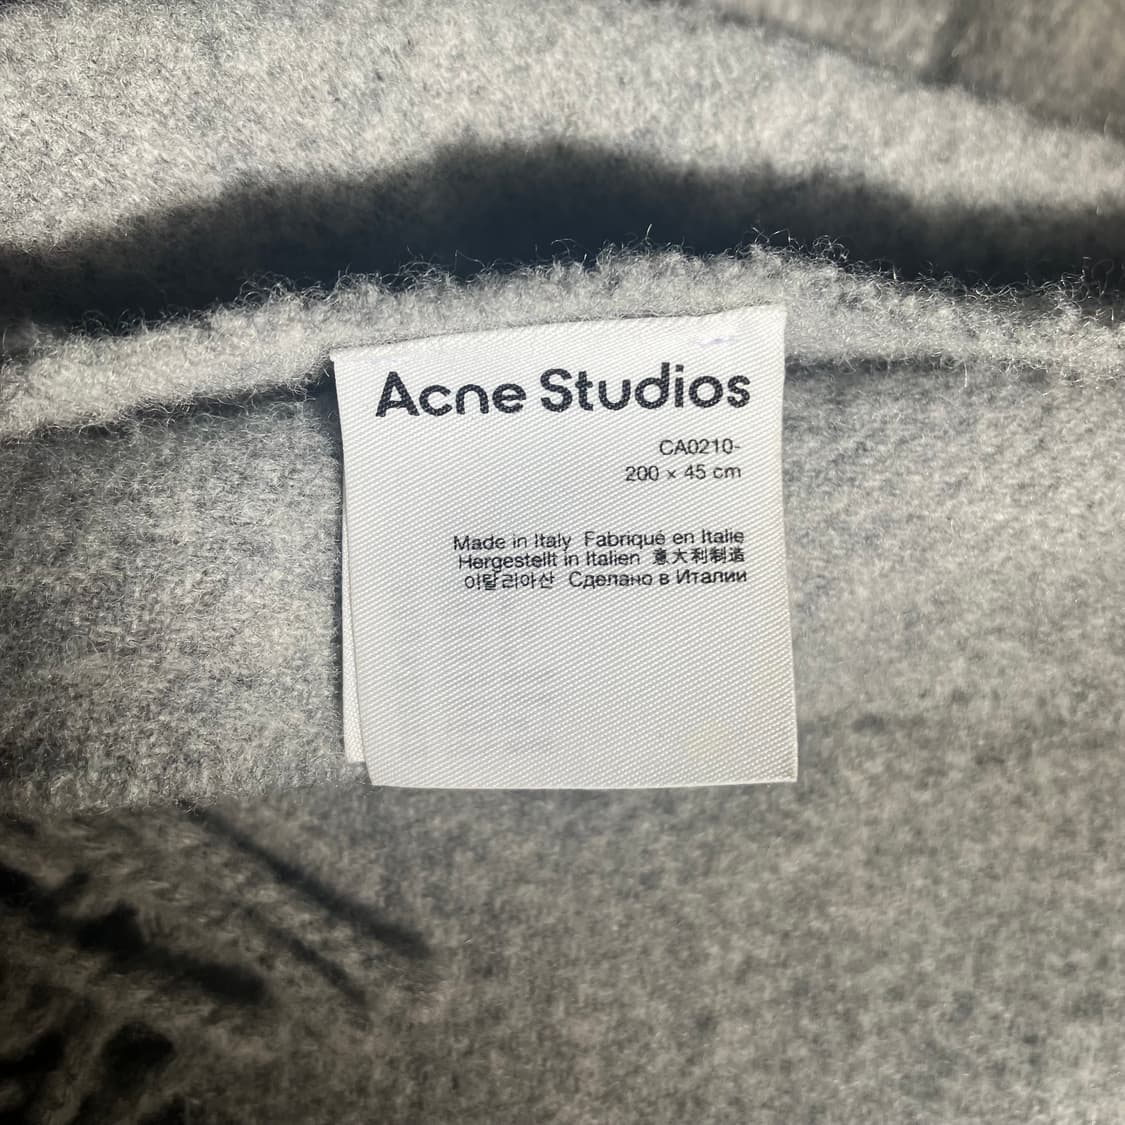 Acne Studios
CA0210-
200 × 45 cm
Made in Italy Fabriqué en Italie
Hergestellt in Italien 意大利制造
이탈리아산 Сделано в Италии